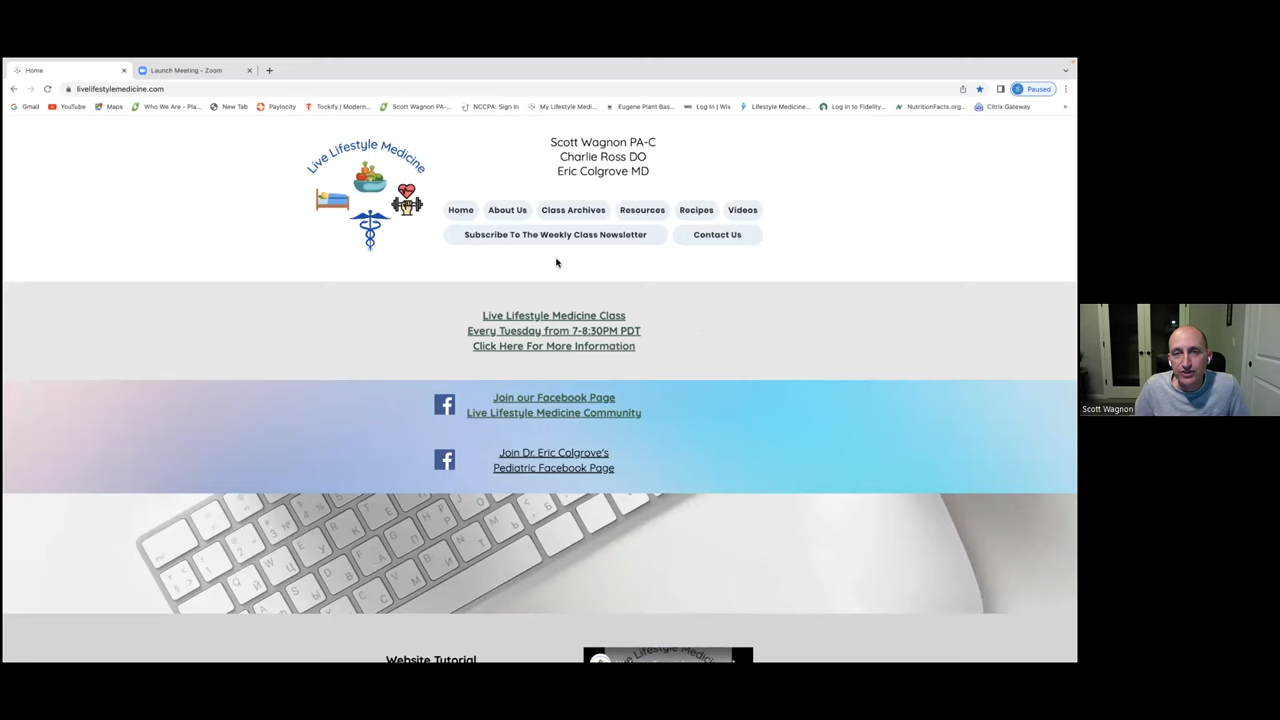 Home
Launch Meeting - Zoom
livelifestylemedicine.com
Paused
Gmail
YouTube
Maps
Who We Are - Pla...
New Tab
Paylocity
Tockify | Modern...
Scott Wagnon PA-...
NCCPA: Sign In
My Lifestyle Medi...
Eugene Plant Bas...
Log In | Wix
Lifestyle Medicine...
Log in to Fidelity...
NutritionFacts.org...
Citrix Gateway
Live Lifestyle Medicine
Scott Wagnon PA-C
Charlie Ross DO
Eric Colgrove MD
Home
About Us
Class Archives
Resources
Recipes
Videos
Subscribe To The Weekly Class Newsletter
Contact Us
Live Lifestyle Medicine Class
Every Tuesday from 7-8:30PM PDT
Click Here For More Information
Join our Facebook Page
Live Lifestyle Medicine Community
Join Dr. Eric Colgrove's
Pediatric Facebook Page
Website Tutorial
Live Lifestyle Medicine
Scott Wagnon